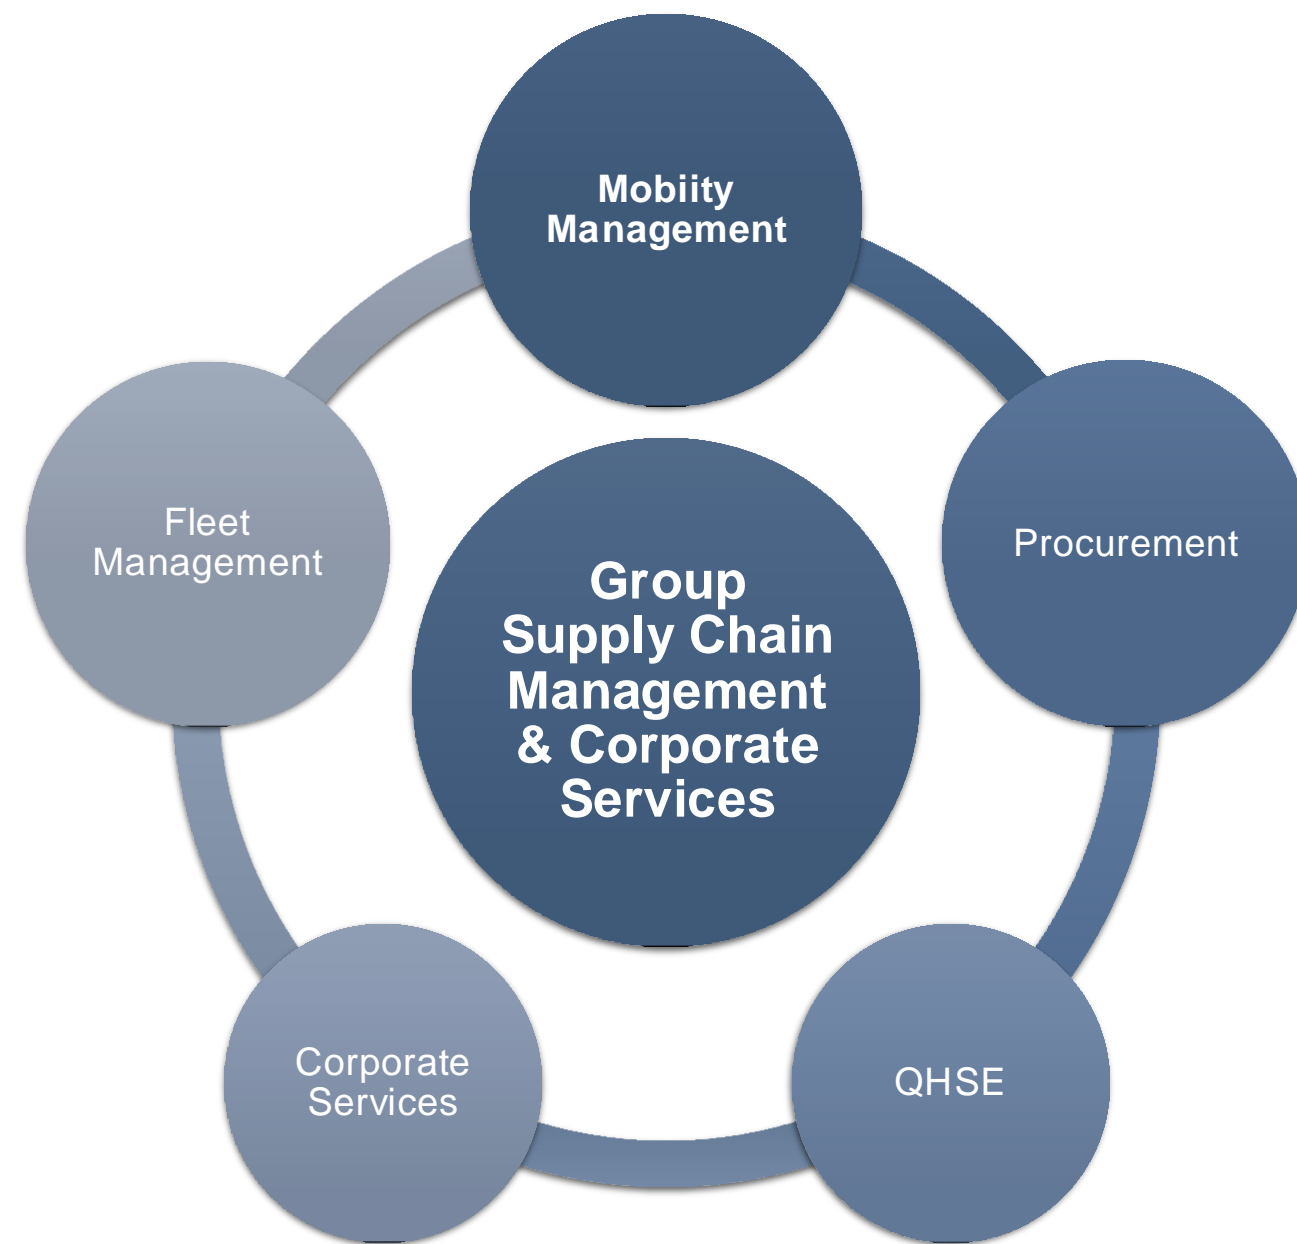 Mobiity
Management
Fleet
Management
Procurement
Group
Supply Chain
Management
& Corporate
Services
Corporate
Services
QHSE